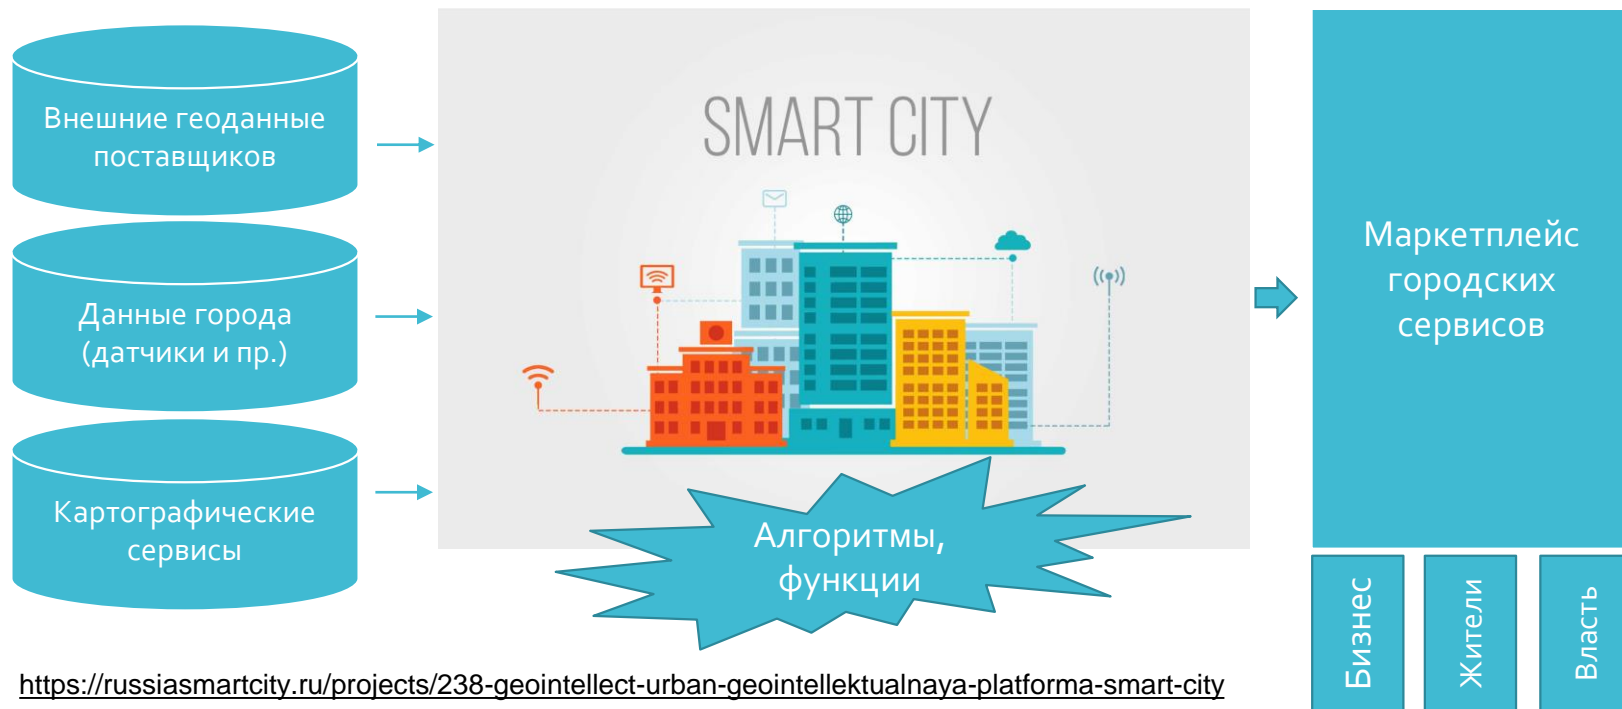 Внешние геоданные
поставщиков
Данные города
(датчики и пр.)
Картографические
сервисы
SMART CITY
Алгоритмы,
функции
Маркетплейс
городских
сервисов
Бизнес
Жители
Власть
https://russiasmartcity.ru/projects/238-geointellect-urban-geointellektualnaya-platforma-smart-city